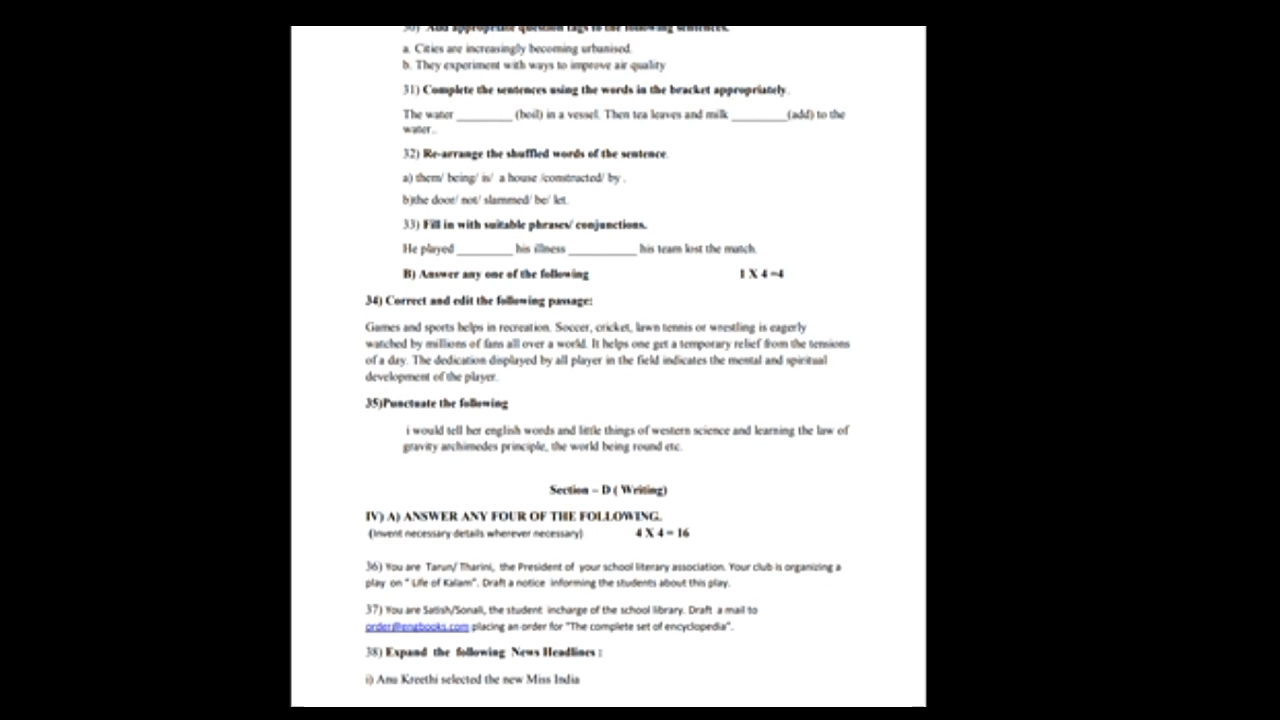 30) Add appropriate question tags to the following sentences.
a. Cities are increasingly becoming urbanised.
b. They experiment with ways to improve air quality
31) Complete the sentences using the words in the bracket appropriately.
The water _________ (boil) in a vessel. Then tea leaves and milk _________(add) to the
water..
32) Re-arrange the shuffled words of the sentence.
a) them/ being/ is/ a house /constructed/ by .
b)the door/ not/ slammed/ be/ let.
33) Fill in with suitable phrases/ conjunctions.
He played _________ his illness ___________ his team lost the match.
B) Answer any one of the following 1 X 4 =4
34) Correct and edit the following passage:
Games and sports helps in recreation. Soccer, cricket, lawn tennis or wrestling is eagerly
watched by millions of fans all over a world. It helps one get a temporary relief from the tensions
of a day. The dedication displayed by all player in the field indicates the mental and spiritual
development of the player.
35)Punctuate the following
i would tell her english words and little things of western science and learning the law of
gravity archimedes principle, the world being round etc.
Section – D ( Writing)
IV) A) ANSWER ANY FOUR OF THE FOLLOWING.
(Invent necessary details wherever necessary) 4 X 4 = 16
36) You are Tarun/ Tharini, the President of your school literary association. Your club is organizing a
play on " Life of Kalam". Draft a notice informing the students about this play.
37) You are Satish/Sonali, the student incharge of the school library. Draft a mail to
order@engbooks.com placing an order for "The complete set of encyclopedia".
38) Expand the following News Headlines :
i) Anu Kreethi selected the new Miss India